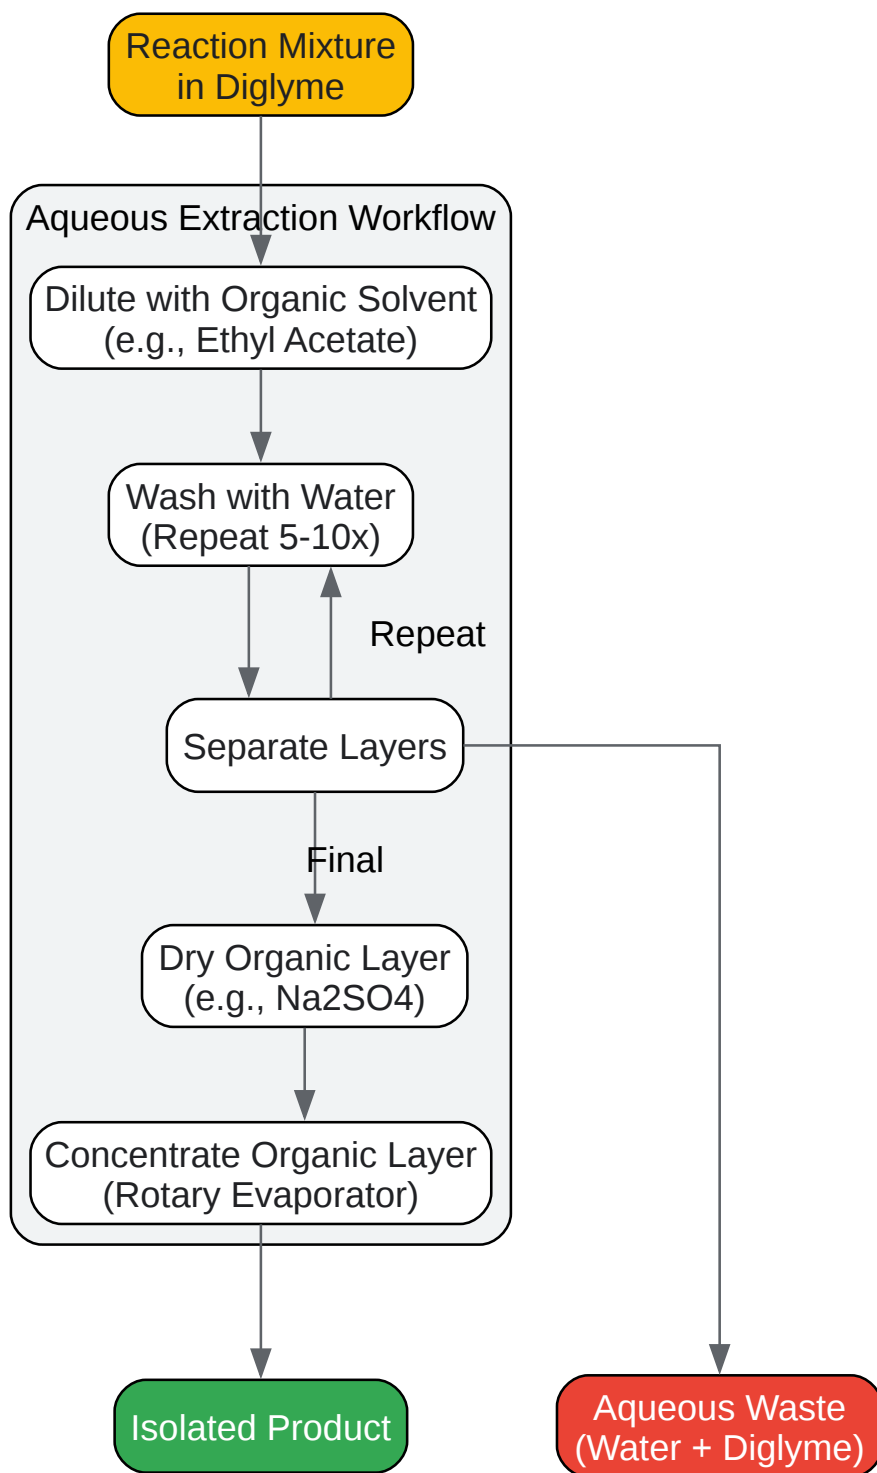 Reaction Mixture
in Diglyme
Aqueous Extraction Workflow
Dilute with Organic Solvent
(e.g., Ethyl Acetate)
Wash with Water
(Repeat 5-10x)
Repeat
Separate Layers
Final
Dry Organic Layer
(e.g., Na2SO4)
Concentrate Organic Layer
(Rotary Evaporator)
Isolated Product
Aqueous Waste
(Water + Diglyme)